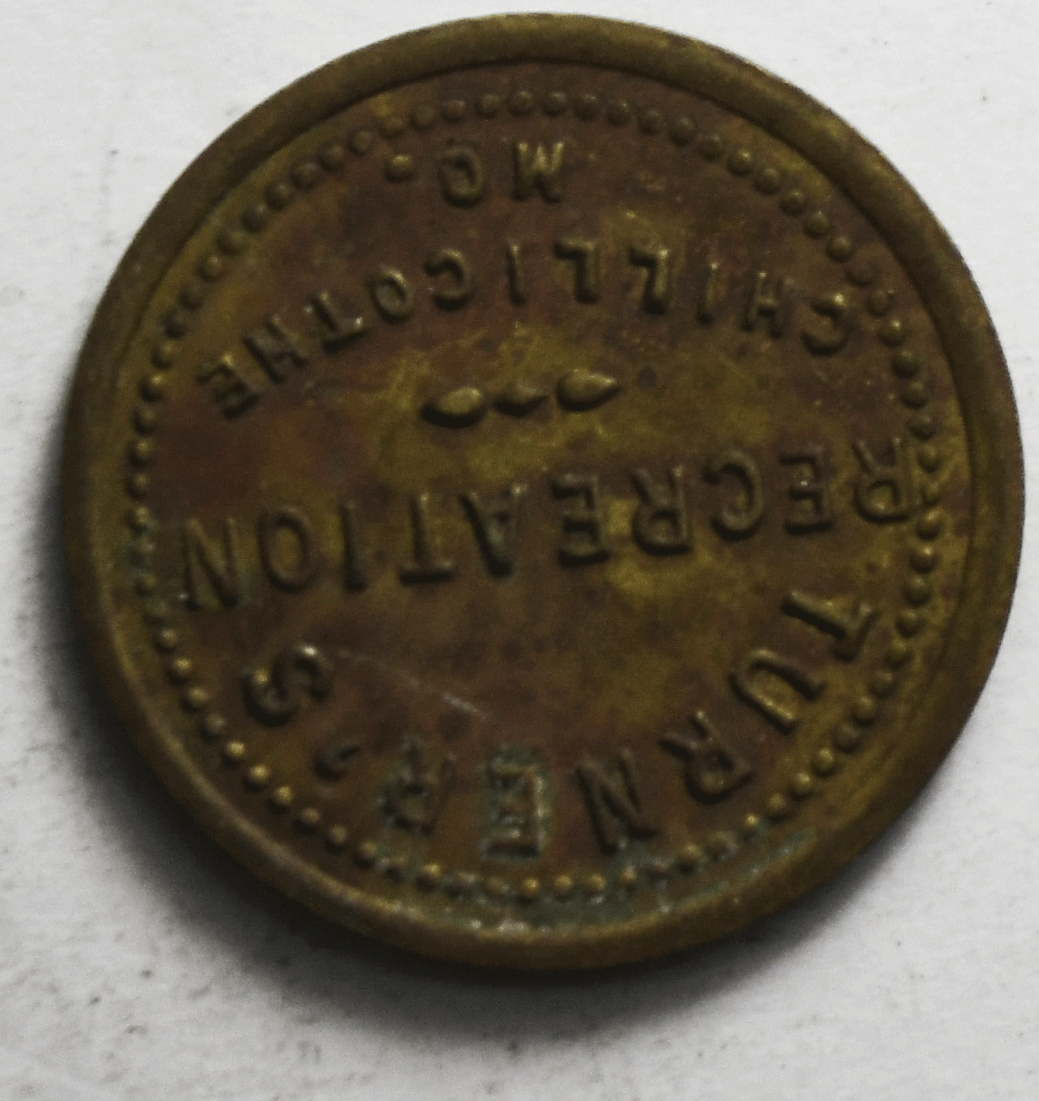 TURNER'S
RECREATION
CHILLICOTHE
MO.